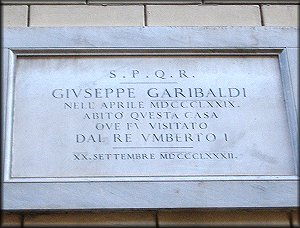 S.P.Q.R.
GIVSEPPE GARIBALDI
NELL'APRILE MDCCCLXXIX.
ABITÒ QVESTA CASA
OVE FV VISITATO
DAL RE VMBERTO I
XX.SETTEMBRE MDCCCLXXXII.